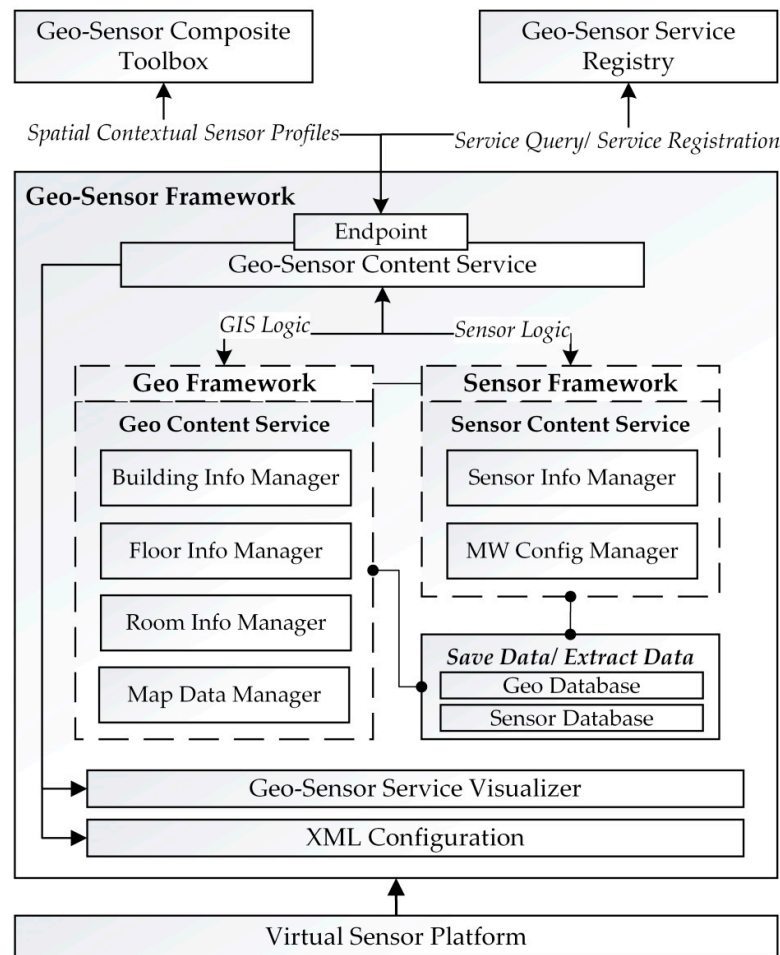 Geo-Sensor Composite
Toolbox
Geo-Sensor Service
Registry
Spatial Contextual Sensor Profiles
Service Query/ Service Registration
Geo-Sensor Framework
Endpoint
Geo-Sensor Content Service
GIS Logic
Sensor Logic
Geo Framework
Geo Content Service
Building Info Manager
Floor Info Manager
Room Info Manager
Map Data Manager
Sensor Framework
Sensor Content Service
Sensor Info Manager
MW Config Manager
Save Data/ Extract Data
Geo Database
Sensor Database
Geo-Sensor Service Visualizer
XML Configuration
Virtual Sensor Platform